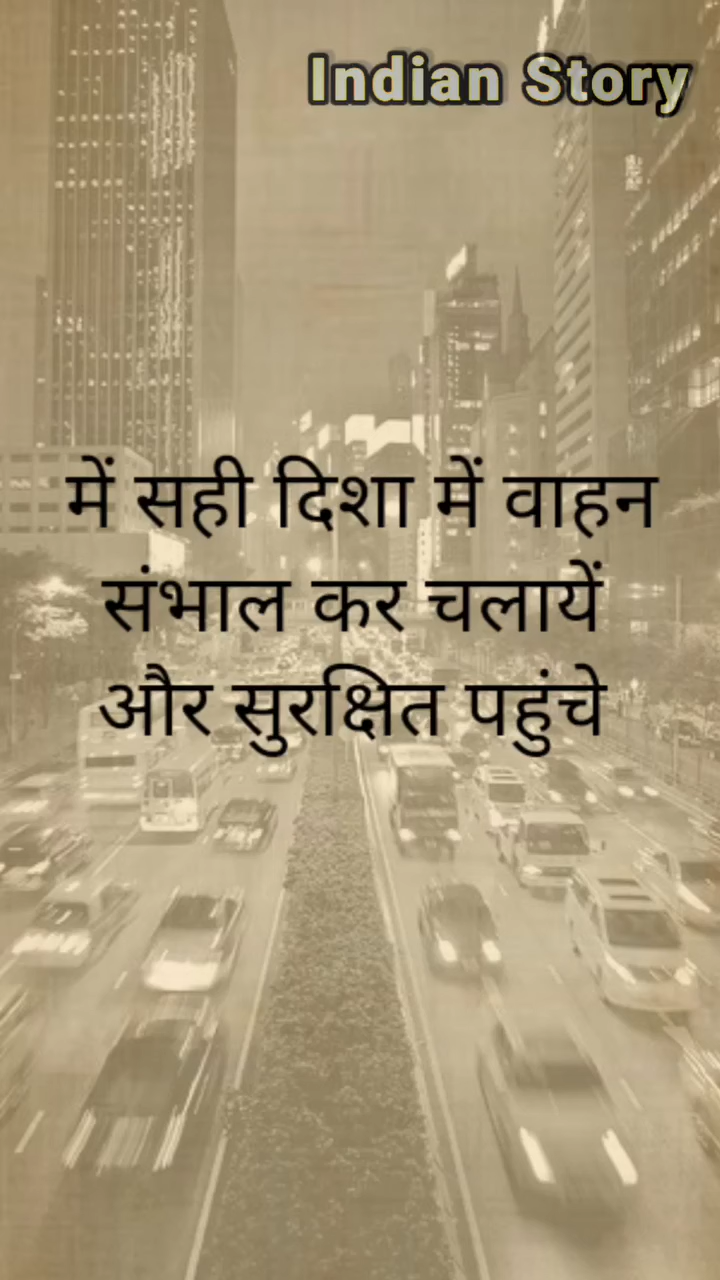 Indian Story
में सही दिशा में वाहन
संभाल कर चलायें
और सुरक्षित पहुंचे